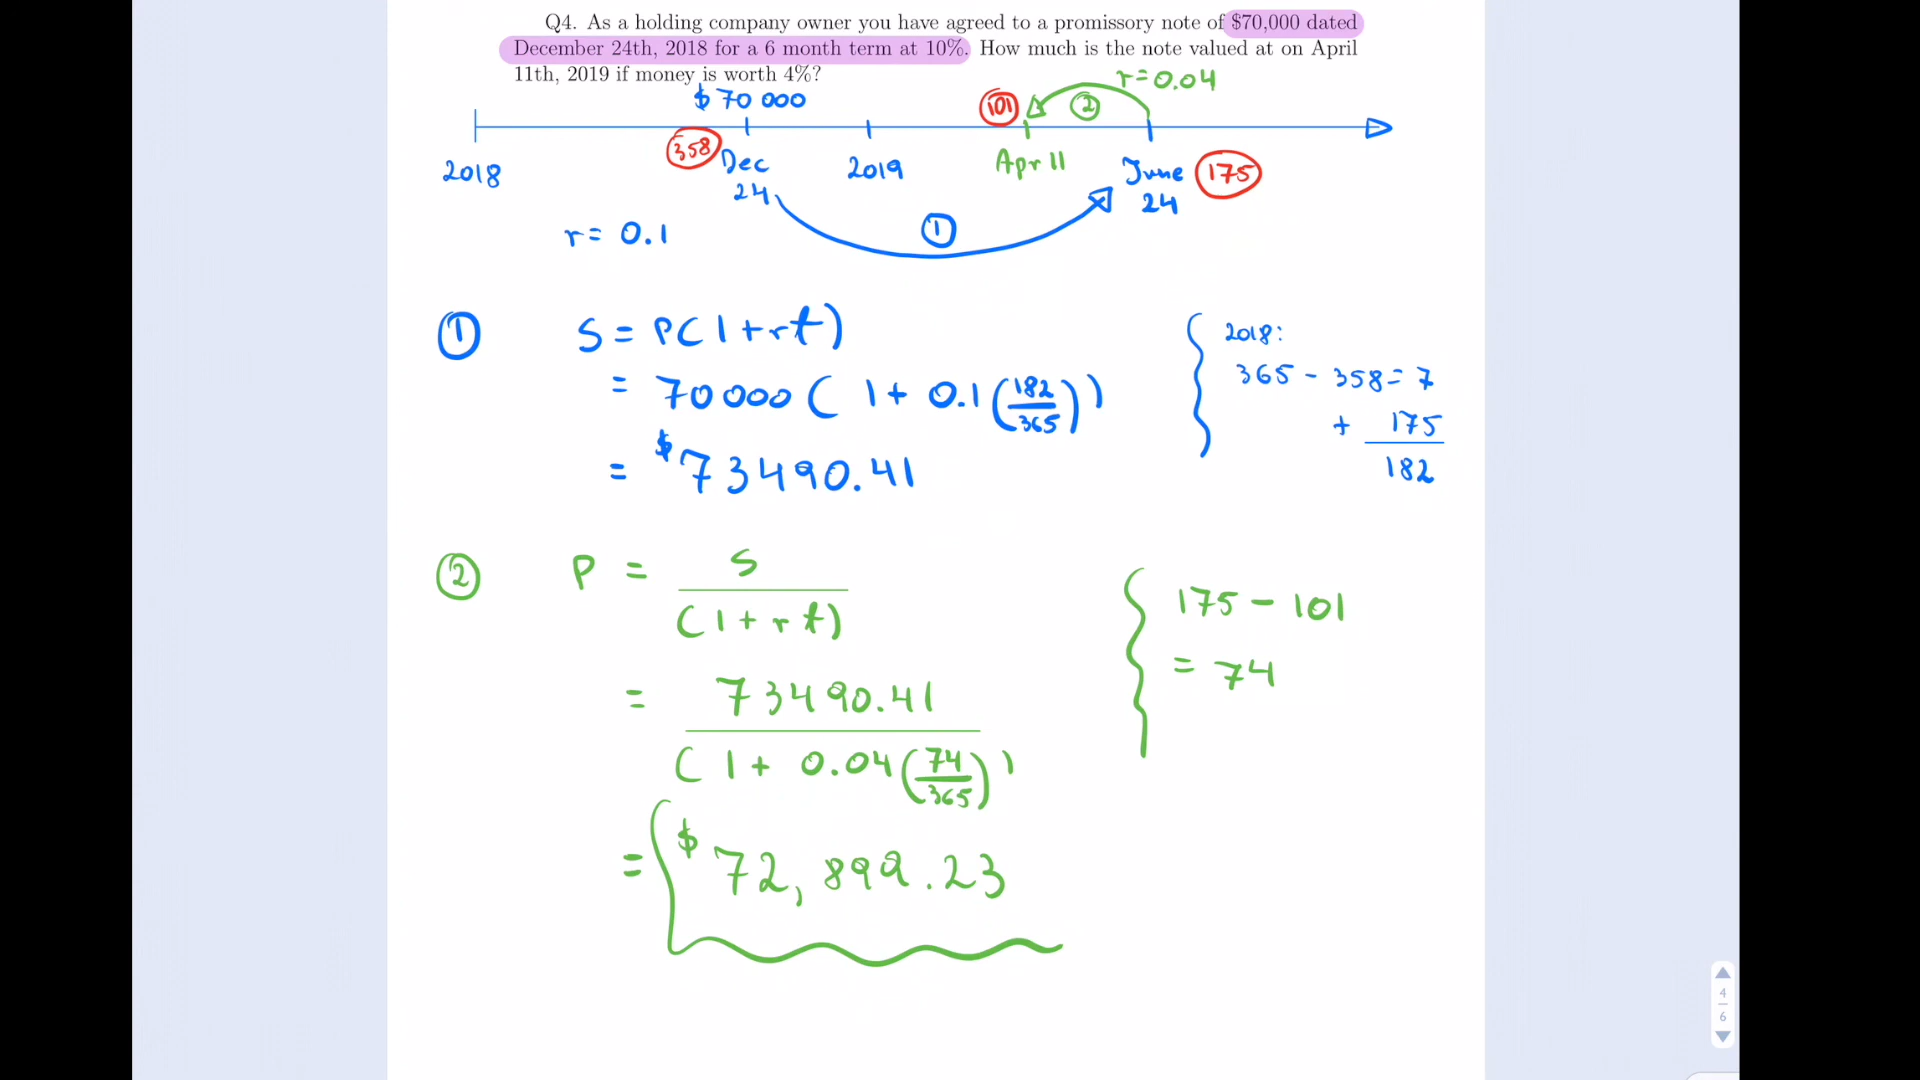 Q4. As a holding company owner you have agreed to a promissory note of $70,000 dated
December 24th, 2018 for a 6 month term at 10%. How much is the note valued at on April
11th, 2019 if money is worth 4%?
r = 0.04
$ 70 000
101
2
358
2018
Dec
24
2019
Apr 11
June
24
175
r = 0.1
1
1
S = P(1+rt)
= 70 000 (1 + 0.1 (182/365))
= $73490.41
2018:
365 - 358 = 7
+ 175
182
2
P = S
(1+rt)
= 73490.41
(1 + 0.04 (74/365))
= $72,899.23
175 - 101
= 74
4
6